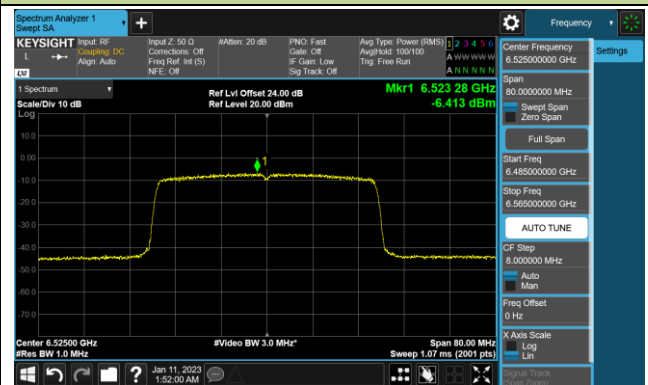 Spectrum Analyzer 1
Swept SA
Frequency
KEYSIGHT
L
LXI
Input: RF
Coupling: DC
Align: Auto
Input Z: 50 Ω
Corrections: Off
Freq Ref: Int (S)
NFE: Off
#Atten: 20 dB
PNO: Fast
Gate: Off
IF Gain: Low
Sig Track: Off
Avg Type: Power (RMS)
Avg|Hold: 100/100
Trig: Free Run
1 2 3 4 5 6
A W W W W W
A N N N N N
1 Spectrum
Scale/Div 10 dB
Log
Ref Lvl Offset 24.00 dB
Ref Level 20.00 dBm
Mkr1 6.523 28 GHz
-6.413 dBm
1
10.0
0.00
-10.0
-20.0
-30.0
-40.0
-50.0
-60.0
-70.0
Center 6.52500 GHz
#Res BW 1.0 MHz
#Video BW 3.0 MHz*
Span 80.00 MHz
Sweep 1.07 ms (2001 pts)
Jan 11, 2023
1:52:00 AM
Center Frequency
6.525000000 GHz
Span
80.0000000 MHz
Swept Span
Zero Span
Full Span
Start Freq
6.485000000 GHz
Stop Freq
6.565000000 GHz
AUTO TUNE
CF Step
8.000000 MHz
Auto
Man
Freq Offset
0 Hz
X Axis Scale
Log
Lin
Signal Track
(Span Zoom)
Settings